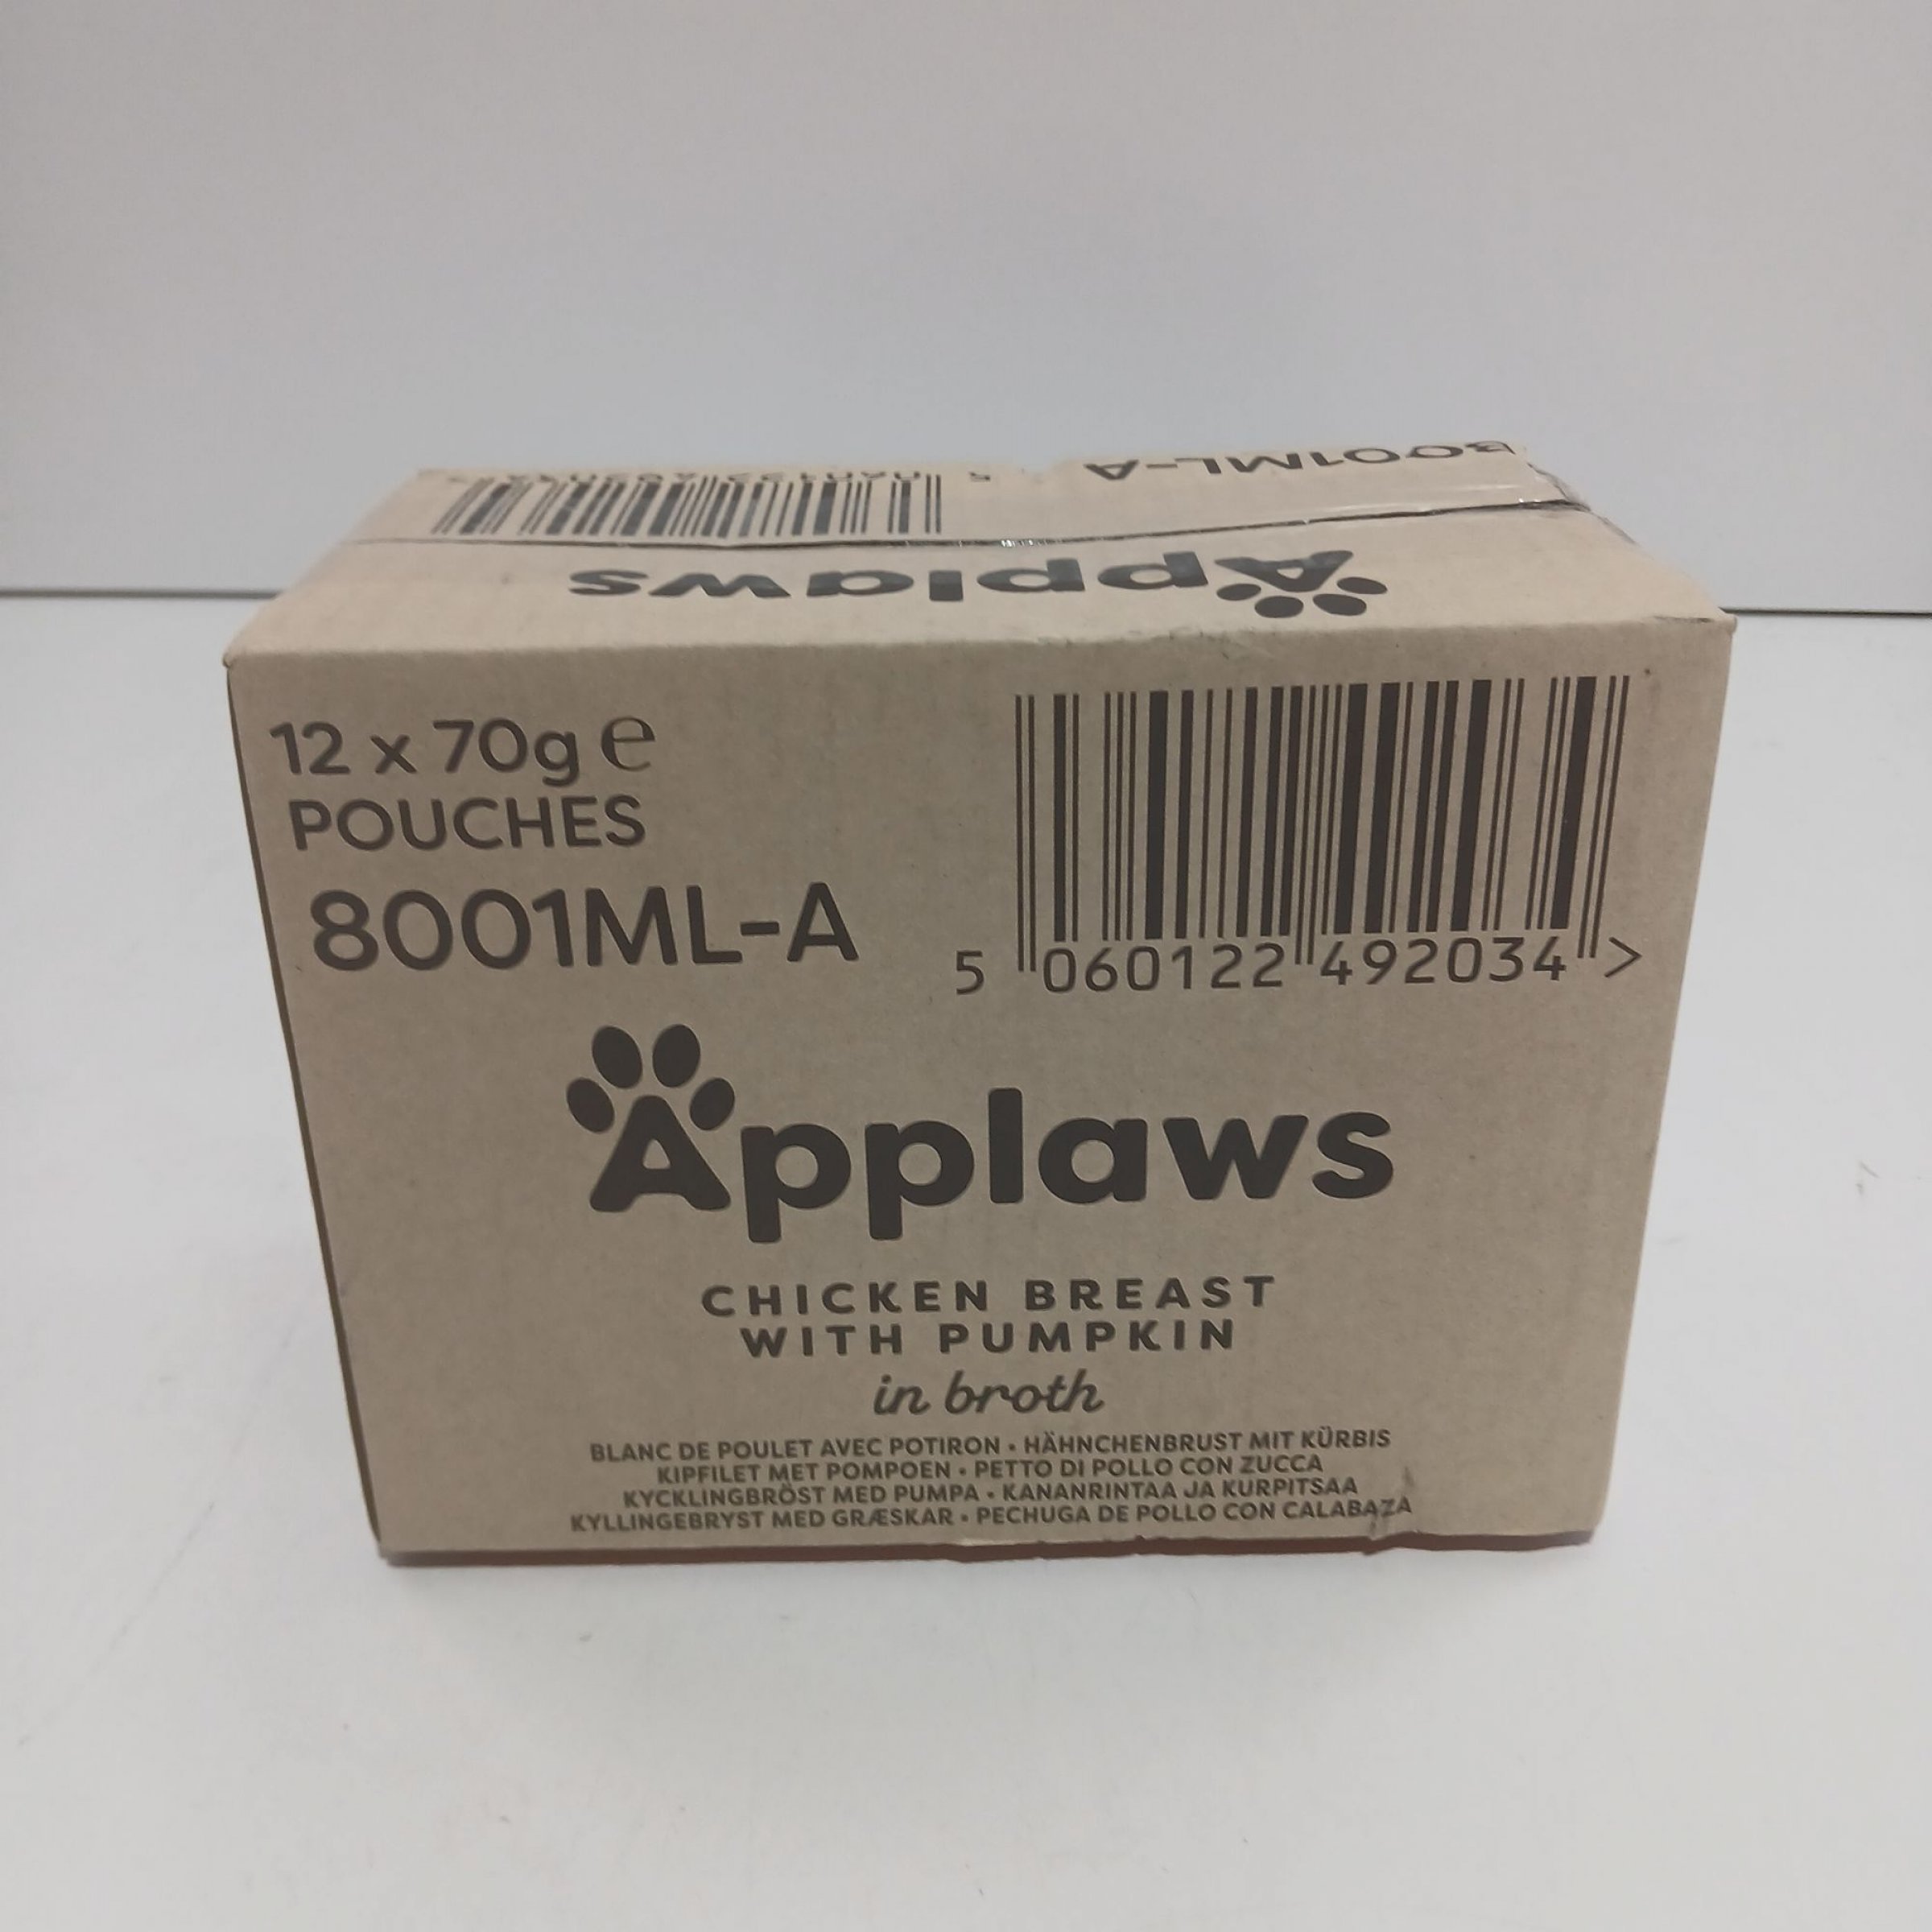 8001ML-A
Applaws
12 x 70g ℮
POUCHES
8001ML-A
5 060122 492034 >
Applaws
CHICKEN BREAST
WITH PUMPKIN
in broth
BLANC DE POULET AVEC POTIRON • HÄHNCHENBRUST MIT KÜRBIS
KIPFILET MET POMPOEN • PETTO DI POLLO CON ZUCCA
KYCKLINGBRÖST MED PUMPA • KANANRINTAA JA KURPITSAA
KYLLINGEBRYST MED GRÆSKAR • PECHUGA DE POLLO CON CALABAZA